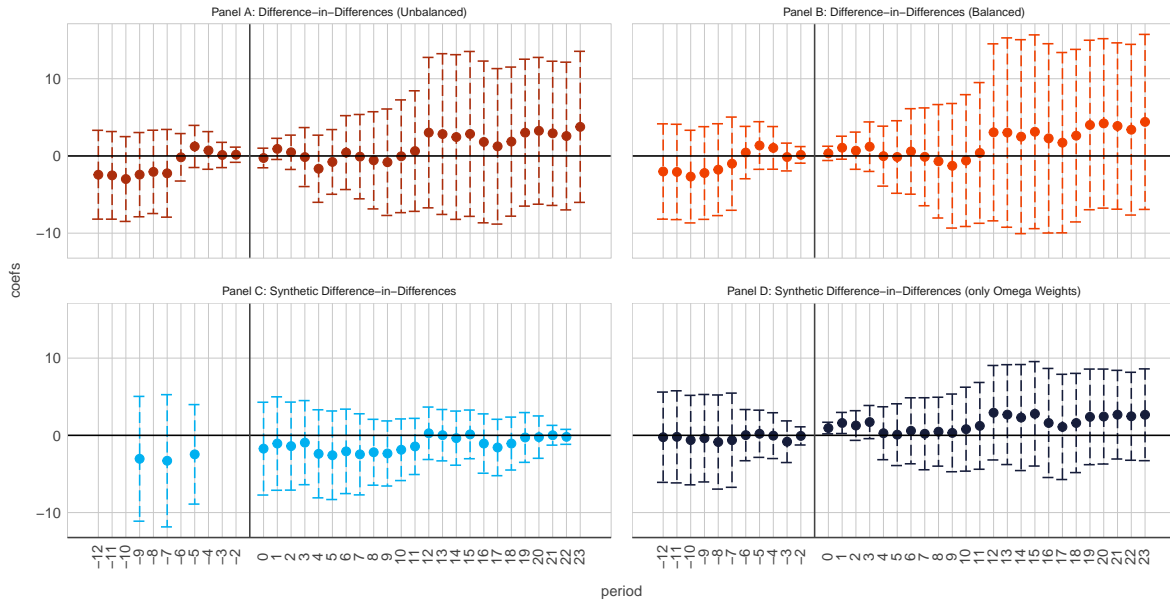 Panel A: Difference−in−Differences (Unbalanced)
Panel B: Difference−in−Differences (Balanced)
10
0
−10
coefs
Panel C: Synthetic Difference−in−Differences
Panel D: Synthetic Difference−in−Differences (only Omega Weights)
10
0
−10
−12 −11 −10 −9 −8 −7 −6 −5 −4 −3 −2 0 1 2 3 4 5 6 7 8 9 10 11 12 13 14 15 16 17 18 19 20 21 22 23
−12 −11 −10 −9 −8 −7 −6 −5 −4 −3 −2 0 1 2 3 4 5 6 7 8 9 10 11 12 13 14 15 16 17 18 19 20 21 22 23
period